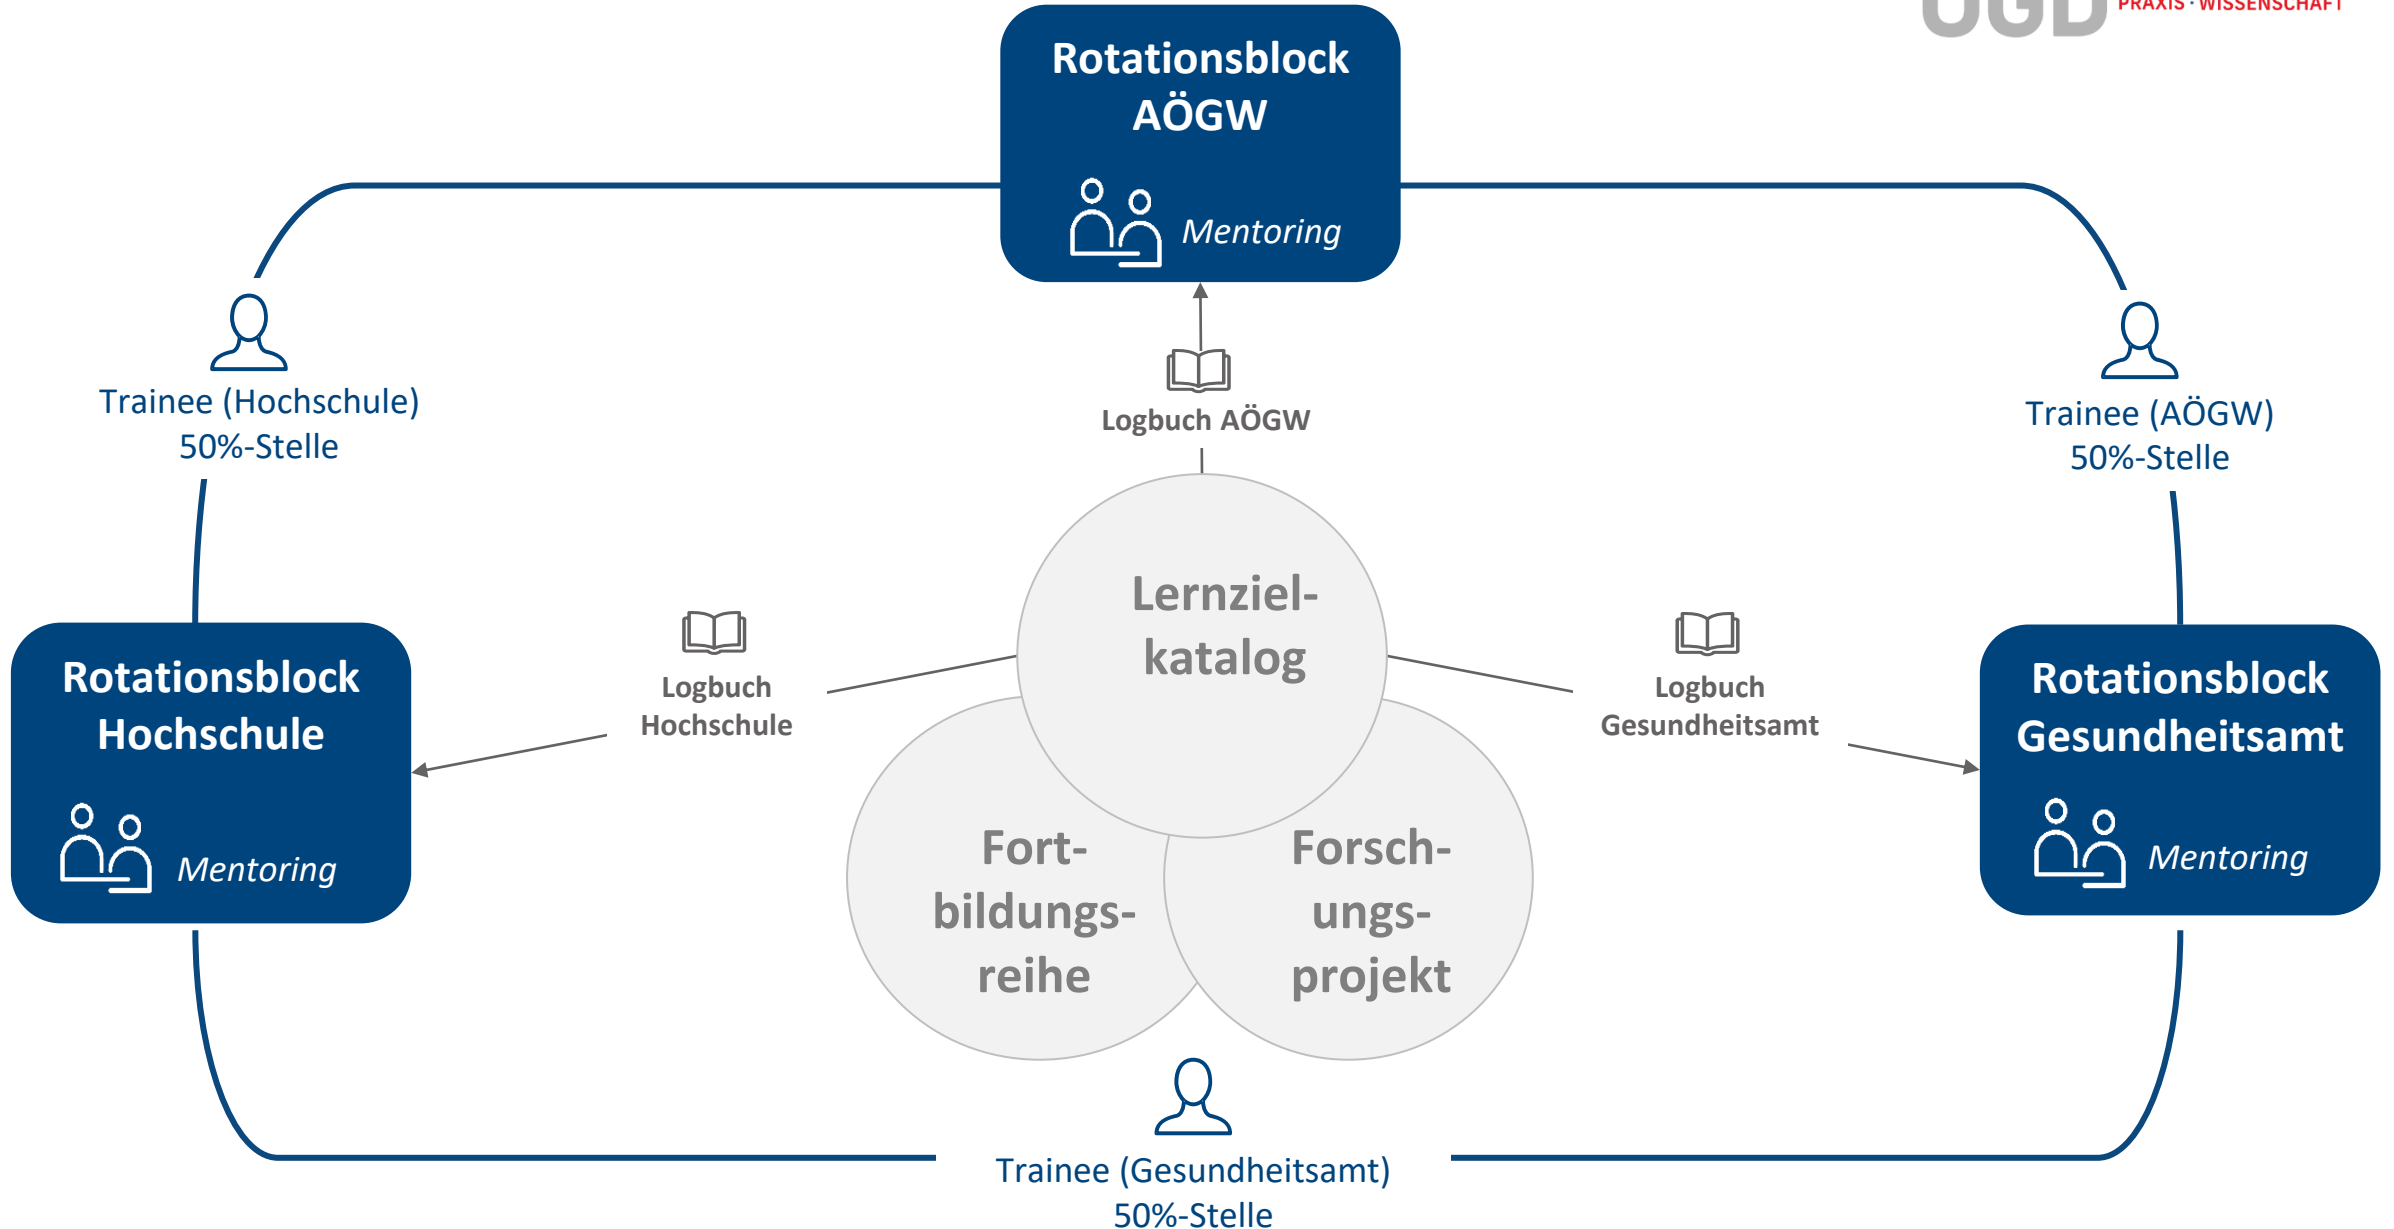 ÖGD PRAXIS · WISSENSCHAFT
Rotationsblock
AÖGW
Mentoring
Trainee (Hochschule)
50%-Stelle
Logbuch AÖGW
Trainee (AÖGW)
50%-Stelle
Lernziel-
katalog
Rotationsblock
Hochschule
Mentoring
Logbuch
Hochschule
Logbuch
Gesundheitsamt
Rotationsblock
Gesundheitsamt
Mentoring
Fort-
bildungs-
reihe
Forsch-
ungs-
projekt
Trainee (Gesundheitsamt)
50%-Stelle